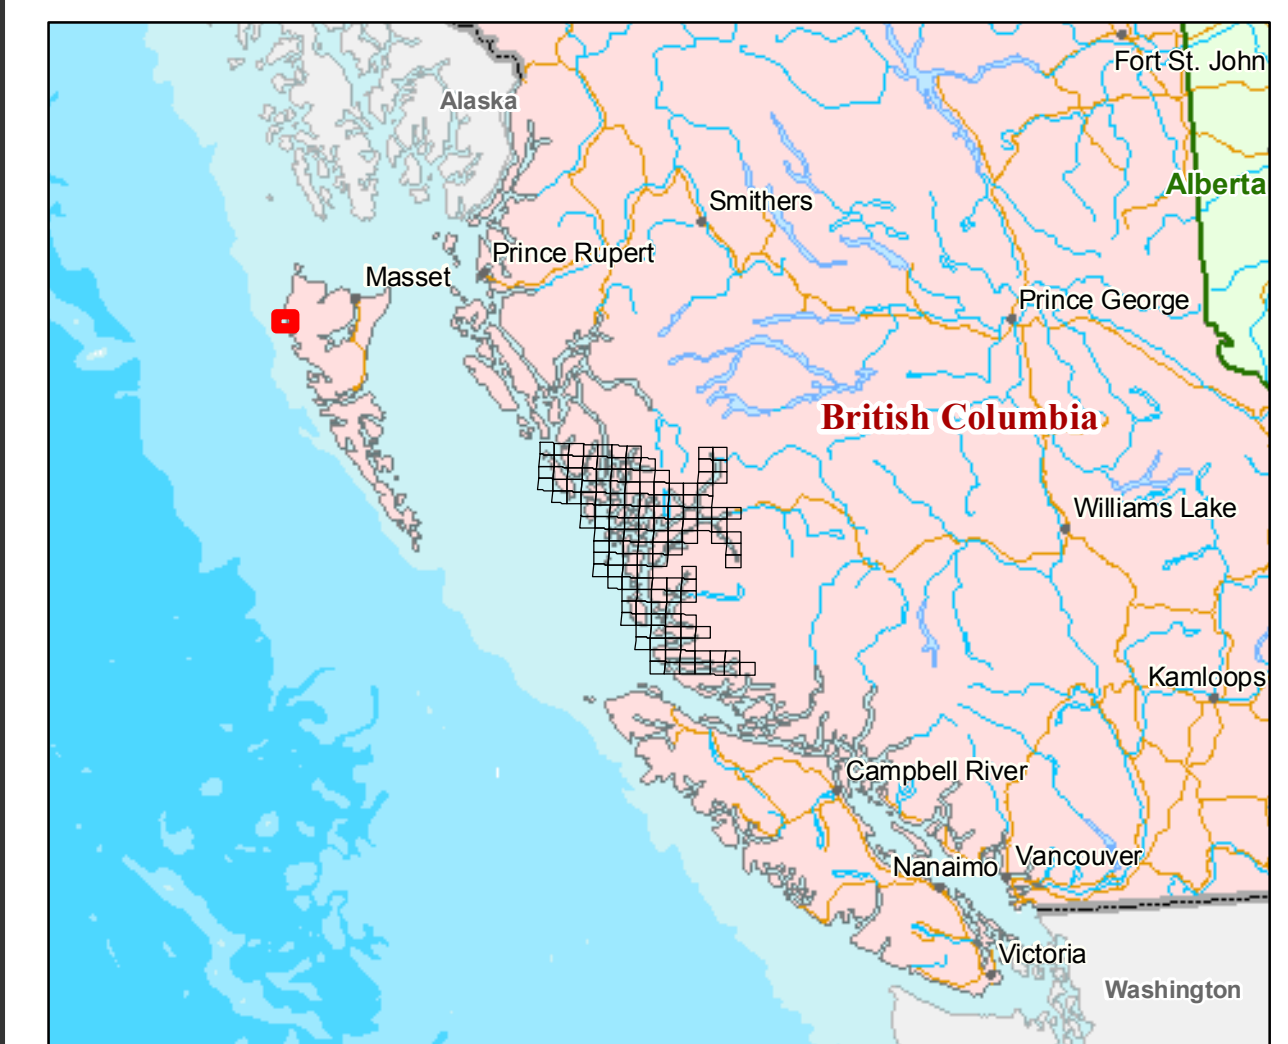 Fort St. John
Alaska
Alberta
Smithers
Prince Rupert
Masset
Prince George
British Columbia
Williams Lake
Kamloops
Campbell River
Vancouver
Nanaimo
Victoria
Washington